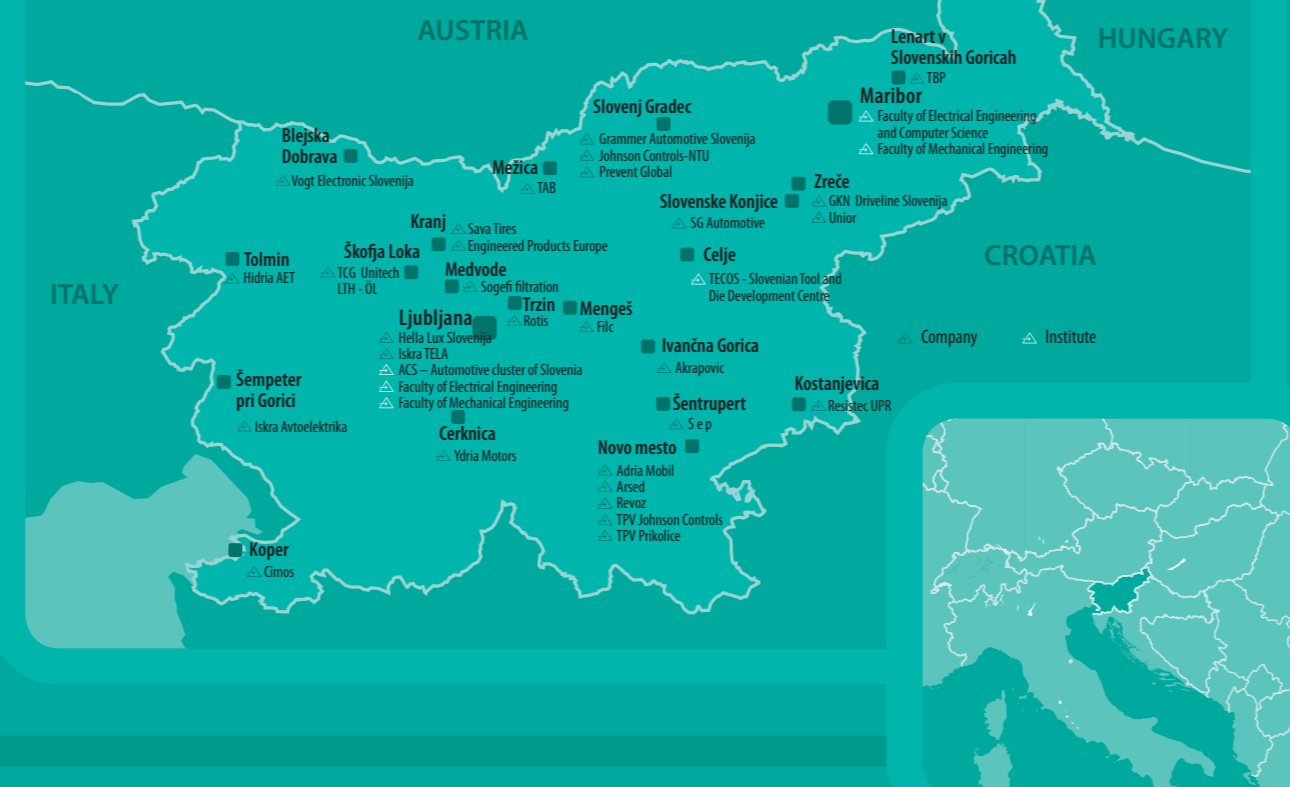 AUSTRIA
HUNGARY
Lenart v
Slovenskih Goricah
TBP
Maribor
Faculty of Electrical Engineering
and Computer Science
Faculty of Mechanical Engineering
Slovenj Gradec
Grammer Automotive Slovenija
Johnson Controls-NTU
Prevent Global
Blejska
Dobrava
Vogt Electronic Slovenija
Mežica
TAB
Zreče
GKN Driveline Slovenija
Unior
Slovenske Konjice
SG Automotive
Kranj
Sava Tires
Engineered Products Europe
Škofja Loka
TCG Unitech
LTH - ÖL
Tolmin
Hidria AET
Medvode
Sogefi filtration
Celje
TECOS - Slovenian Tool and
Die Development Centre
CROATIA
ITALY
Trzin
Rotis
Mengeš
Filc
Ljubljana
Hella Lux Slovenija
Iskra TELA
ACS – Automotive cluster of Slovenia
Faculty of Electrical Engineering
Faculty of Mechanical Engineering
Ivančna Gorica
Akrapovic
Company
Institute
Šempeter
pri Gorici
Iskra Avtoelektrika
Kostanjevica
Resistec UPR
Šentrupert
S e p
Cerknica
Ydria Motors
Novo mesto
Adria Mobil
Arsed
Revoz
TPV Johnson Controls
TPV Prikolice
Koper
Cimos